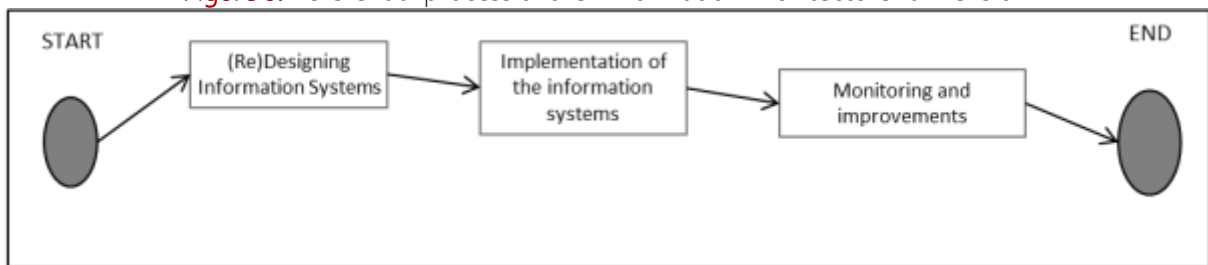 START
(Re)Designing
Information Systems
Implementation of
the information
systems
Monitoring and
improvements
END